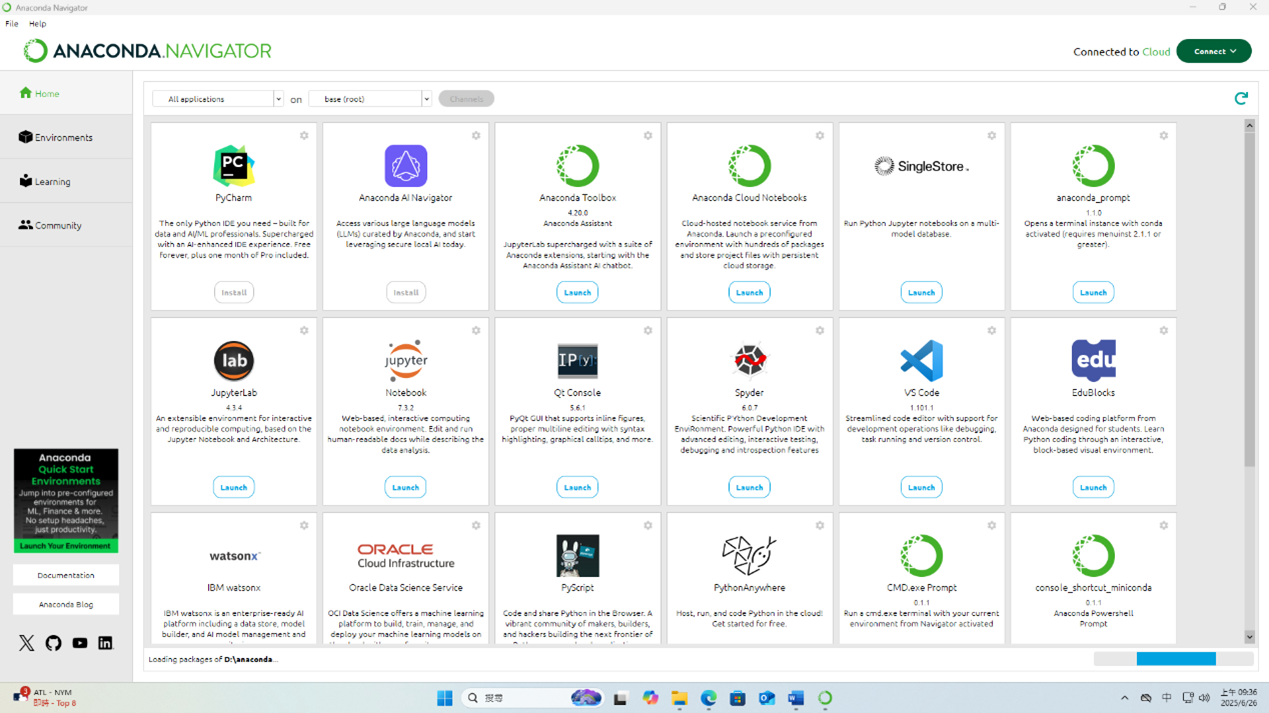 Anaconda Navigator
File Help
ANACONDA.NAVIGATOR
Connected to Cloud
Connect
Home
Environments
Learning
Community
All applications
on
base (root)
Channels
PC
PyCharm
The only Python IDE you need – built for
data and AI/ML professionals. Supercharged
with an AI-enhanced IDE experience. Free
forever, plus one month of Pro included.
Install
Anaconda AI Navigator
Access various large language models
(LLMs) curated by Anaconda, and start
leveraging secure local AI today.
Install
Anaconda Toolbox
4.20.0
Anaconda Assistant
JupyterLab supercharged with a suite of
Anaconda extensions, starting with the
Anaconda Assistant AI chatbot.
Launch
Anaconda Cloud Notebooks
Cloud-hosted notebook service from
Anaconda. Launch a preconfigured
environment with hundreds of packages
and store project files with persistent
cloud storage.
Launch
SingleStore
Run Python Jupyter notebooks on a multi-
model database.
Launch
anaconda_prompt
1.1.0
Opens a terminal instance with conda
activated (requires menuinst 2.1.1 or
greater).
Launch
lab
JupyterLab
4.3.4
An extensible environment for interactive
and reproducible computing, based on the
Jupyter Notebook and Architecture.
Launch
jupyter
Notebook
7.3.2
Web-based, interactive computing
notebook environment. Edit and run
human-readable docs while describing the
data analysis.
Launch
IP[y]
Qt Console
5.6.1
PyQt GUI that supports inline figures,
proper multiline editing with syntax
highlighting, graphical calltips, and more.
Launch
Spyder
6.0.7
Scientific PYthon Development
EnviRonment. Powerful Python IDE with
advanced editing, interactive testing,
debugging and introspection features
Launch
VS Code
1.101.1
Streamlined code editor with support for
development operations like debugging,
task running and version control.
Launch
edu
EduBlocks
Web-based coding platform from
Anaconda designed for students. Learn
Python coding through an interactive,
block-based visual environment.
Launch
watsonx
IBM watsonx
IBM watsonx is an enterprise-ready AI
platform including a data store, model
builder, and AI model management and
ORACLE
Cloud Infrastructure
Oracle Data Science Service
OCI Data Science offers a machine learning
platform to build, train, manage, and
deploy your machine learning models on
PyScript
Code and share Python in the Browser. A
vibrant community of makers, builders,
and hackers building the next frontier of
PythonAnywhere
Host, run, and code Python in the cloud!
Get started for free.
CMD.exe Prompt
0.1.1
Run a cmd.exe terminal with your current
environment from Navigator activated
console_shortcut_miniconda
0.1.1
Anaconda Powershell
Prompt
Anaconda
Quick Start
Environments
Jump into pre-configured
environments for
ML, Finance & more.
No setup headaches,
just productivity.
Launch Your Environment
Documentation
Anaconda Blog
Loading packages of D:\anaconda...
3
ATL - NYM
即時 - Top 8
搜尋
中
上午 09:36
2025/6/26